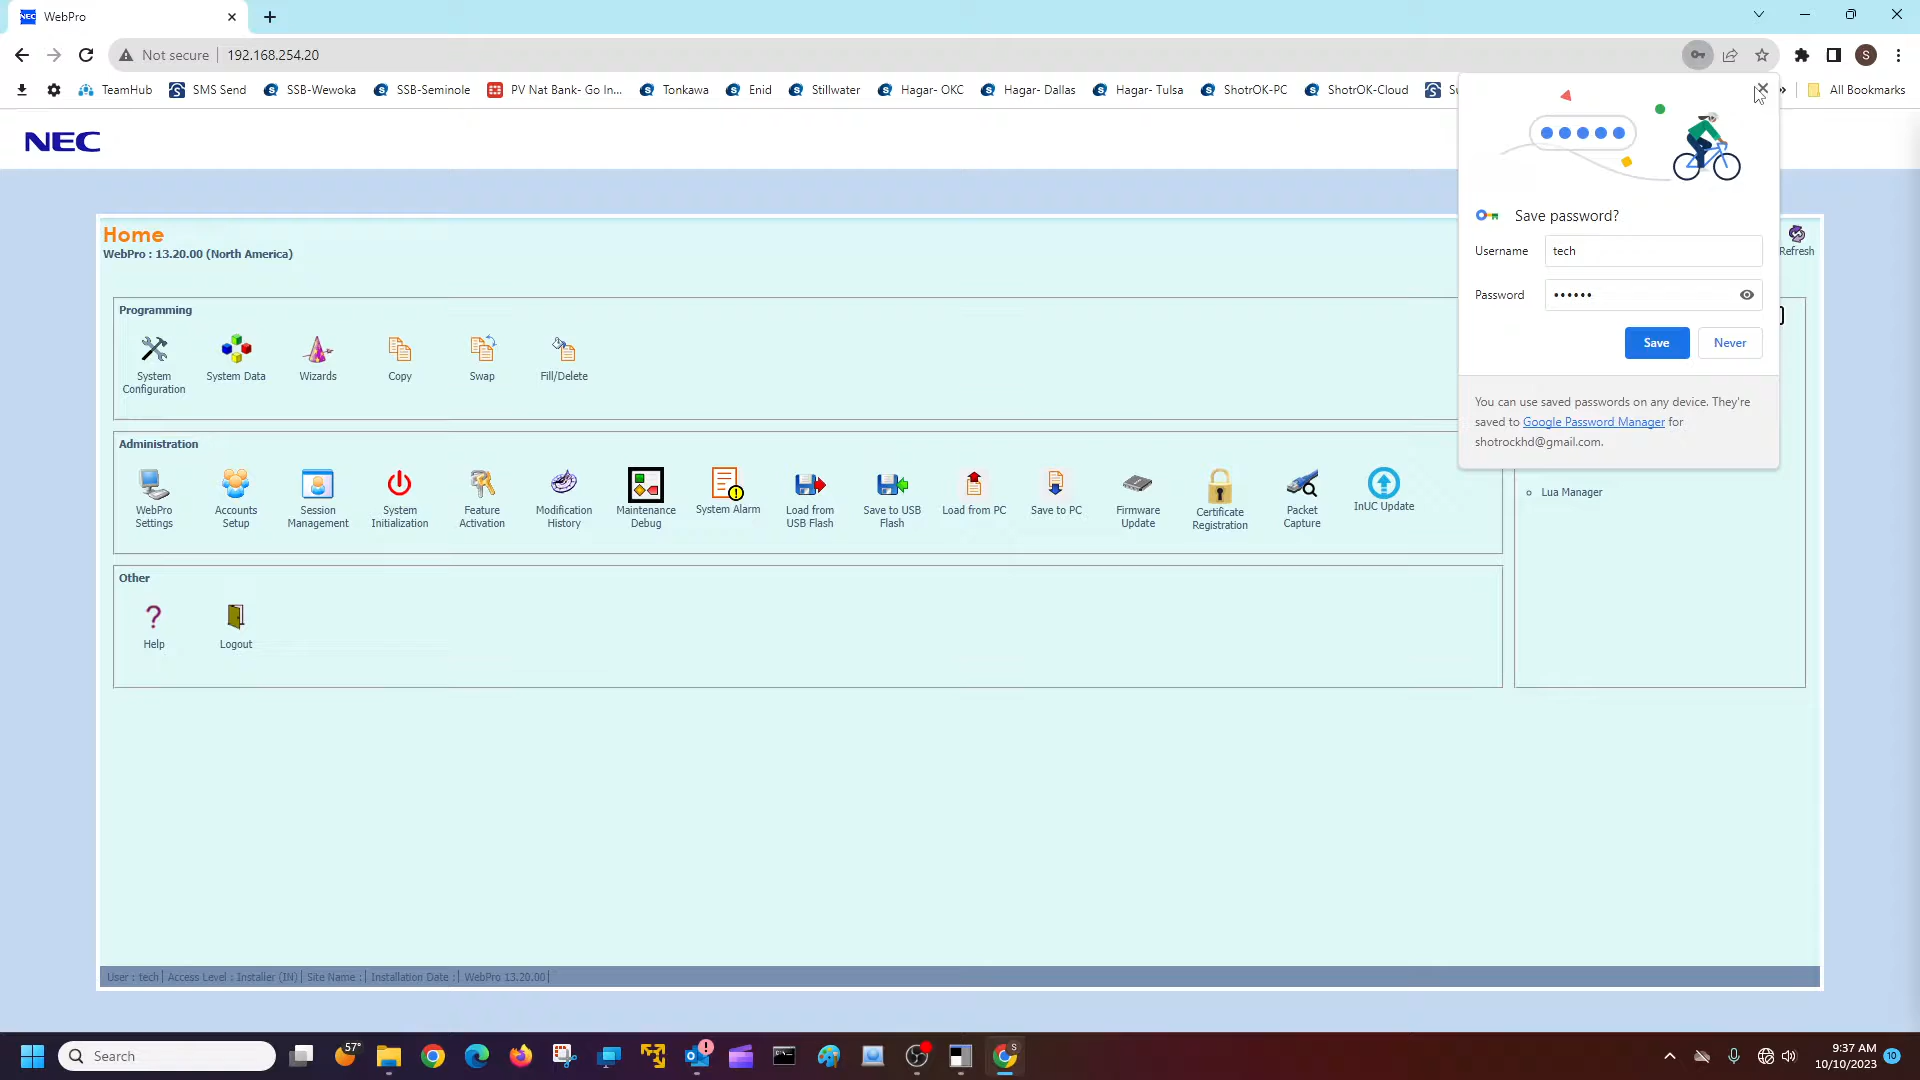 NEC WebPro
Not secure 192.168.254.20 S
TeamHub SMS Send SSB-Wewoka SSB-Seminole PV Nat Bank- Go In... Tonkawa Enid Stillwater Hagar- OKC Hagar- Dallas Hagar- Tulsa ShotrOK-PC ShotrOK-Cloud » All Bookmarks
NEC
Home
WebPro : 13.20.00 (North America)
Refresh
Save password?
Username tech
Password ••••••
Save Never
You can use saved passwords on any device. They're
saved to Google Password Manager for
shotrockhd@gmail.com.
Programming
System Configuration
System Data
Wizards
Copy
Swap
Fill/Delete
Administration
WebPro Settings
Accounts Setup
Session Management
System Initialization
Feature Activation
Modification History
Maintenance Debug
System Alarm
Load from USB Flash
Save to USB Flash
Load from PC
Save to PC
Firmware Update
Certificate Registration
Packet Capture
InUC Update
Lua Manager
Other
Help
Logout
User : tech | Access Level : Installer (IN) | Site Name : | Installation Date : | WebPro 13.20.00 |
Search 57° S 9:37 AM
10/10/2023 10